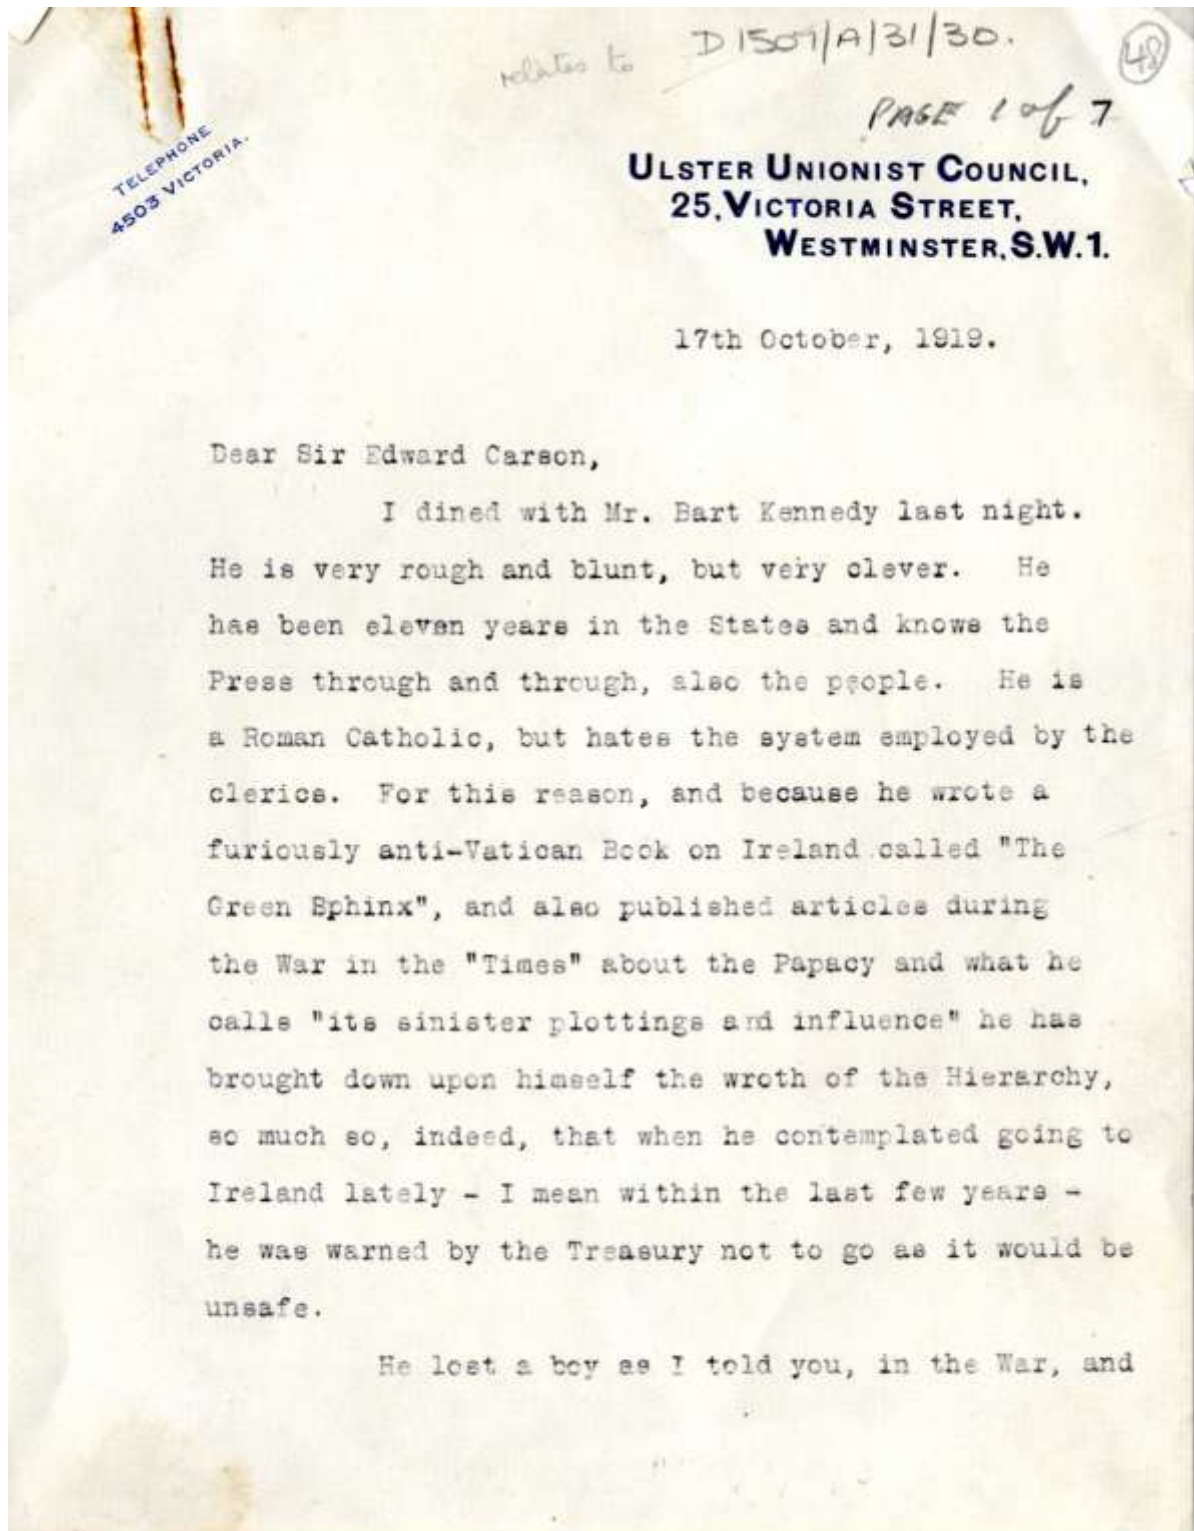 relates to D1507/A/31/30.
48
PAGE 1 of 7
TELEPHONE
4503 VICTORIA.
ULSTER UNIONIST COUNCIL,
25, VICTORIA STREET,
WESTMINSTER, S.W.1.
17th October, 1919.
Dear Sir Edward Carson,
I dined with Mr. Bart Kennedy last night.
He is very rough and blunt, but very clever. He
has been eleven years in the States and knows the
Press through and through, also the people. He is
a Roman Catholic, but hates the system employed by the
clerics. For this reason, and because he wrote a
furiously anti-Vatican Book on Ireland called "The
Green Sphinx", and also published articles during
the War in the "Times" about the Papacy and what he
calls "its sinister plottings and influence" he has
brought down upon himself the wroth of the Hierarchy,
so much so, indeed, that when he contemplated going to
Ireland lately - I mean within the last few years -
he was warned by the Treasury not to go as it would be
unsafe.
He lost a boy as I told you, in the War, and